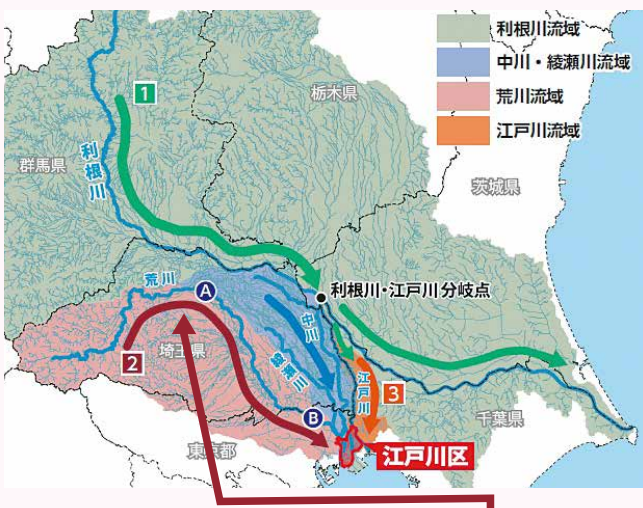 利根川流域
中川・綾瀬川流域
荒川流域
江戸川流域
1
栃木県
群馬県
利根川
茨城県
利根川・江戸川分岐点
荒川
A
中川
綾瀬川
2
埼玉県
江戸川
3
B
千葉県
東京都
江戸川区